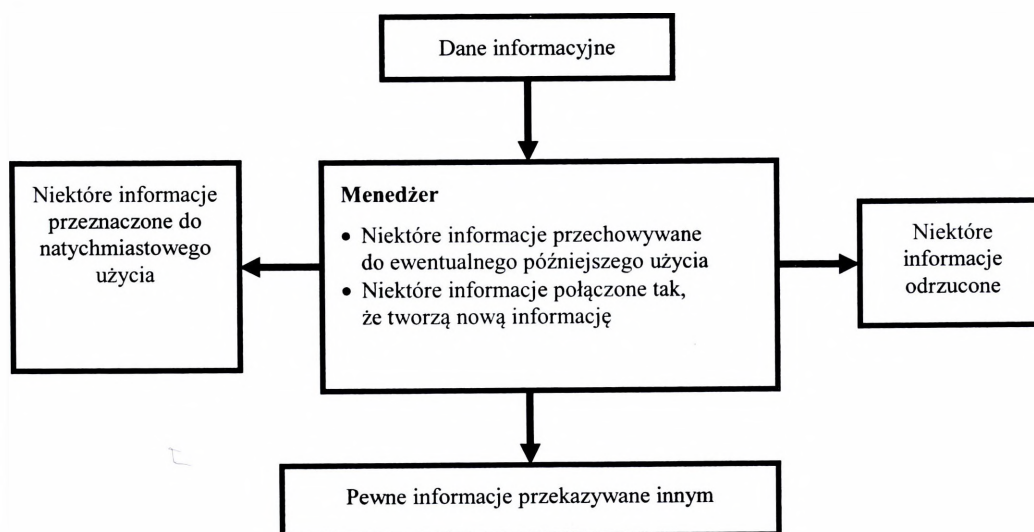 Dane informacyjne
Niektóre informacje
przeznaczone do
natychmiastowego
użycia
Menedżer
• Niektóre informacje przechowywane
do ewentualnego późniejszego użycia
• Niektóre informacje połączone tak,
że tworzą nową informację
Niektóre
informacje
odrzucone
Pewne informacje przekazywane innym